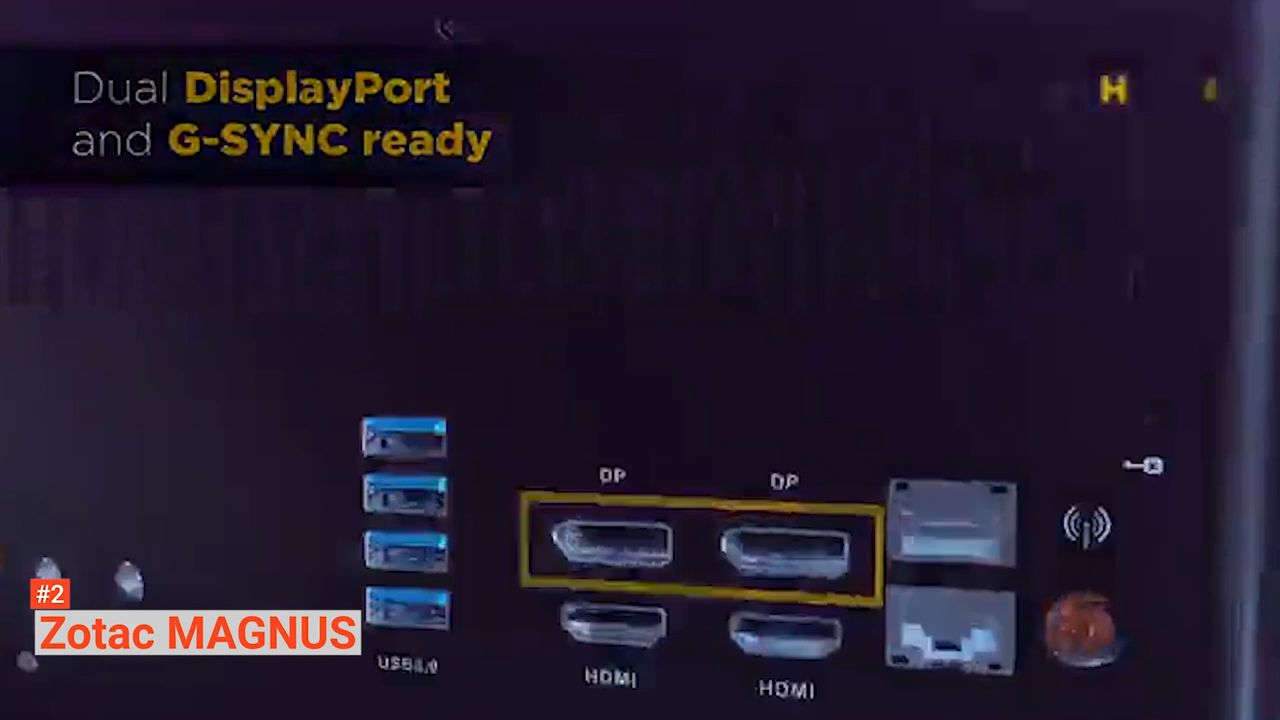 Dual DisplayPort
and G-SYNC ready
H
DP
DP
HDMI
HDMI
#2
Zotac MAGNUS